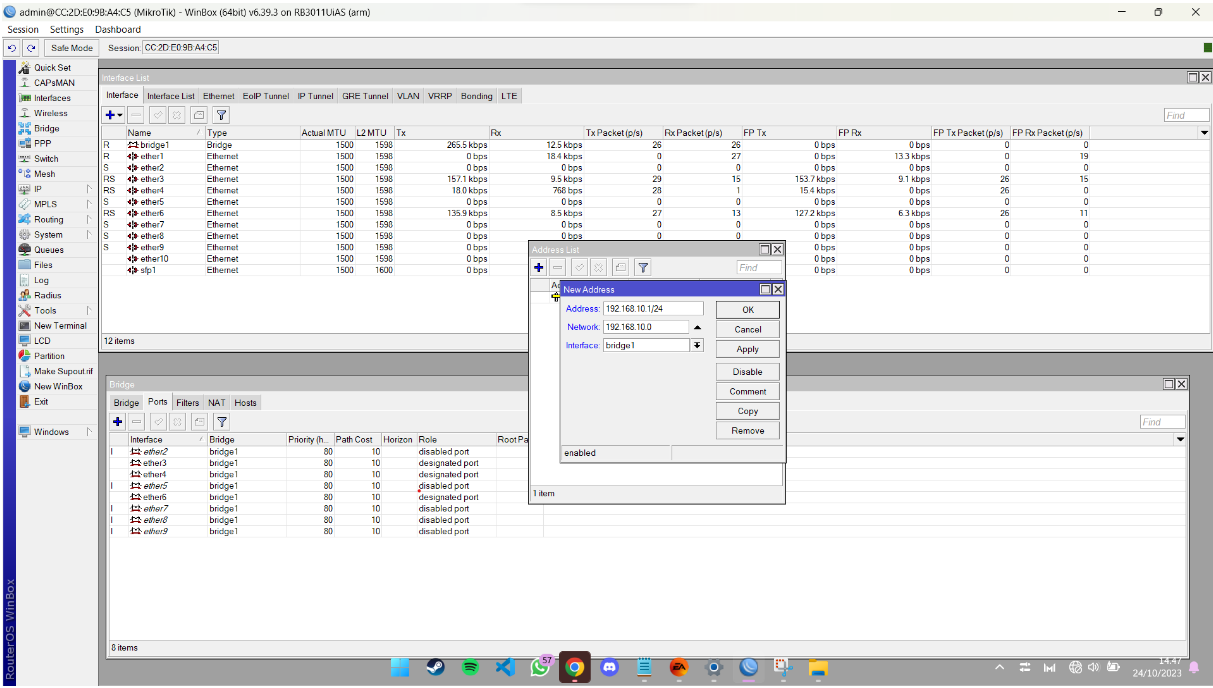 admin@CC:2D:E0:9B:A4:C5 (MikroTik) - WinBox (64bit) v6.39.3 on RB3011UiAS (arm)
Session Settings Dashboard
Safe Mode Session: CC:2D:E0:9B:A4:C5
Quick Set
CAPsMAN
Interfaces
Wireless
Bridge
PPP
Switch
Mesh
IP
MPLS
Routing
System
Queues
Files
Log
Radius
Tools
New Terminal
LCD
Partition
Make Supout.rif
New WinBox
Exit
Windows
RouterOS WinBox
Interface List
Interface Interface List Ethernet EoIP Tunnel IP Tunnel GRE Tunnel VLAN VRRP Bonding LTE
Find
Name Type Actual MTU L2 MTU Tx Rx Tx Packet (p/s) Rx Packet (p/s) FP Tx FP Rx FP Tx Packet (p/s) FP Rx Packet (p/s)
R bridge1 Bridge 1500 1598 265.5 kbps 12.5 kbps 26 26 0 bps 0 bps 0 0
R ether1 Ethernet 1500 1598 0 bps 18.4 kbps 0 27 0 bps 13.3 kbps 0 19
S ether2 Ethernet 1500 1598 0 bps 0 bps 0 0 0 bps 0 bps 0 0
RS ether3 Ethernet 1500 1598 157.1 kbps 9.5 kbps 29 15 153.7 kbps 9.1 kbps 26 15
RS ether4 Ethernet 1500 1598 18.0 kbps 768 bps 28 1 15.4 kbps 0 bps 26 0
S ether5 Ethernet 1500 1598 0 bps 0 bps 0 0 0 bps 0 bps 0 0
RS ether6 Ethernet 1500 1598 135.9 kbps 8.5 kbps 27 13 127.2 kbps 6.3 kbps 26 11
S ether7 Ethernet 1500 1598 0 bps 0 bps 0 0 0 bps 0 bps 0 0
S ether8 Ethernet 1500 1598 0 bps 0 bps 0 0 0 bps 0 bps 0 0
S ether9 Ethernet 1500 1598 0 bps 0 bps 0 0
ether10 Ethernet 1500 1598 0 bps 0 bps 0 0
sfp1 Ethernet 1500 1600 0 bps 0 bps 0 0
12 items
Address List
Find
New Address
Address: 192.168.10.1/24 OK
Network: 192.168.10.0 Cancel
Interface: bridge1 Apply
Disable
Comment
Copy
Remove
enabled
1 item
Bridge
Bridge Ports Filters NAT Hosts
Find
Interface Bridge Priority (h... Path Cost Horizon Role Root Pa
I ether2 bridge1 80 10 disabled port
ether3 bridge1 80 10 designated port
ether4 bridge1 80 10 designated port
I ether5 bridge1 80 10 disabled port
ether6 bridge1 80 10 designated port
I ether7 bridge1 80 10 disabled port
I ether8 bridge1 80 10 disabled port
I ether9 bridge1 80 10 disabled port
8 items
57
EA
14.47
24/10/2023